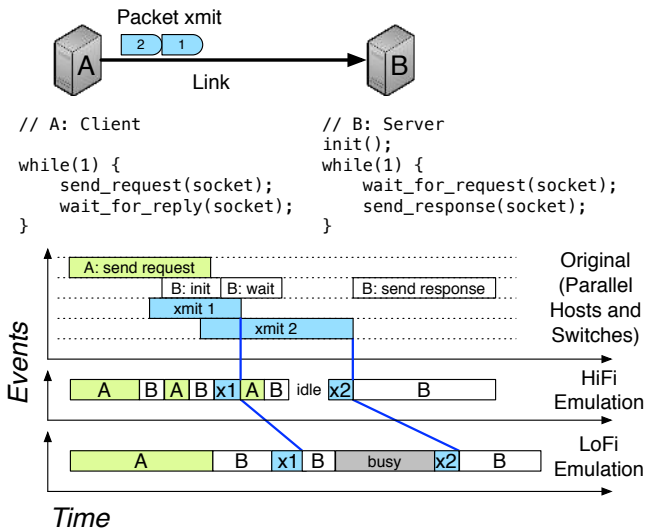 Packet xmit
2 1
A B
Link
// A: Client
while(1) {
    send_request(socket);
    wait_for_reply(socket);
}
// B: Server
init();
while(1) {
    wait_for_request(socket);
    send_response(socket);
}
Events
A: send request
B: init B: wait B: send response
xmit 1
xmit 2
Original
(Parallel
Hosts and
Switches)
A B A B x1 A B idle x2 B
HiFi
Emulation
A B x1 B busy x2 B
LoFi
Emulation
Time